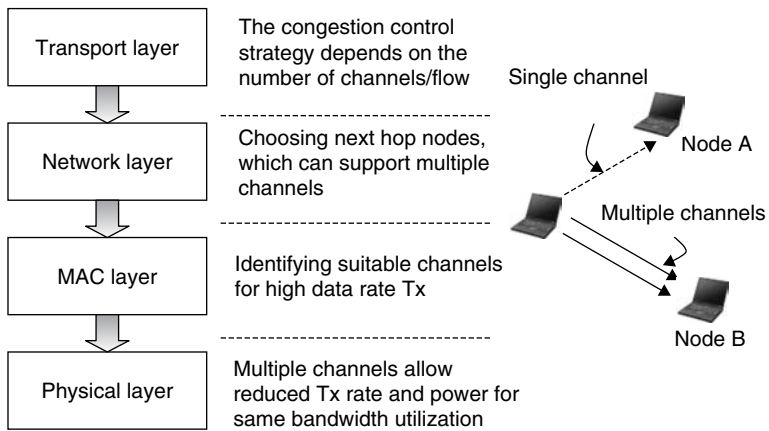 Transport layer
The congestion control
strategy depends on the
number of channels/flow
Network layer
Choosing next hop nodes,
which can support multiple
channels
MAC layer
Identifying suitable channels
for high data rate Tx
Physical layer
Multiple channels allow
reduced Tx rate and power for
same bandwidth utilization
Single channel
Node A
Multiple channels
Node B